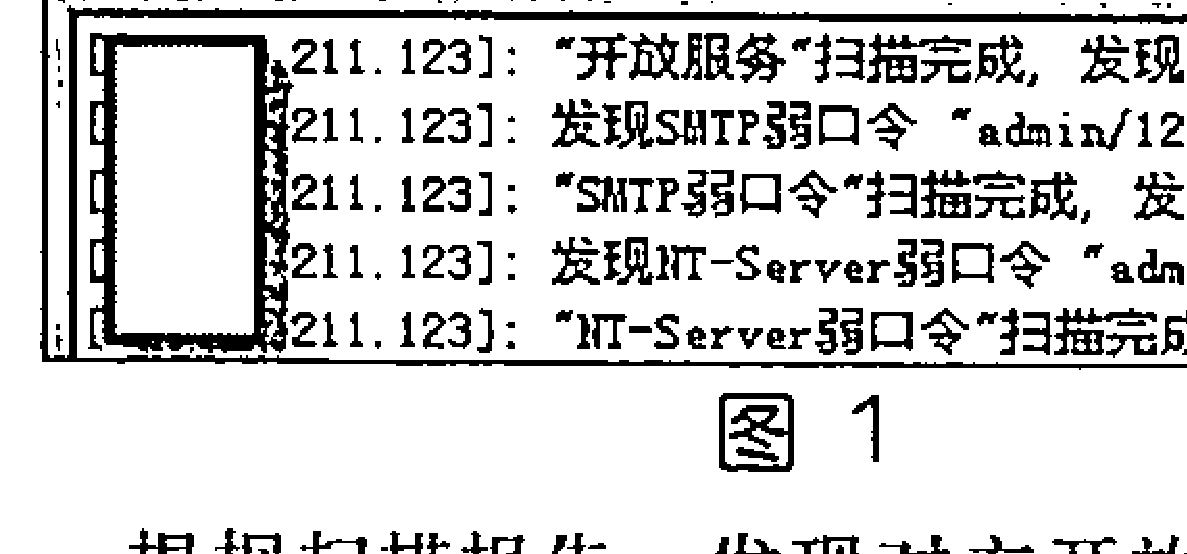 211.123]: "开放服务"扫描完成, 发现
211.123]: 发现SMTP弱口令 "admin/12
211.123]: "SMTP弱口令"扫描完成, 发
211.123]: 发现NT-Server弱口令 "adm
211.123]: "NT-Server弱口令"扫描完成
图 1